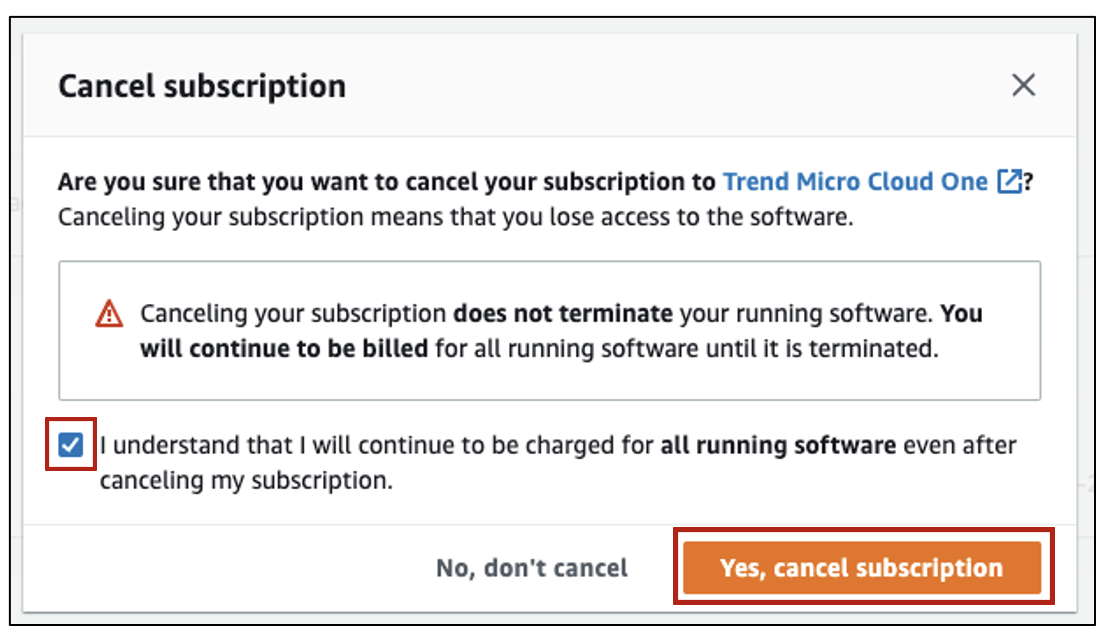 Cancel subscription
Are you sure that you want to cancel your subscription to Trend Micro Cloud One?
Canceling your subscription means that you lose access to the software.
Canceling your subscription does not terminate your running software. You
will continue to be billed for all running software until it is terminated.
I understand that I will continue to be charged for all running software even after
canceling my subscription.
No, don't cancel
Yes, cancel subscription